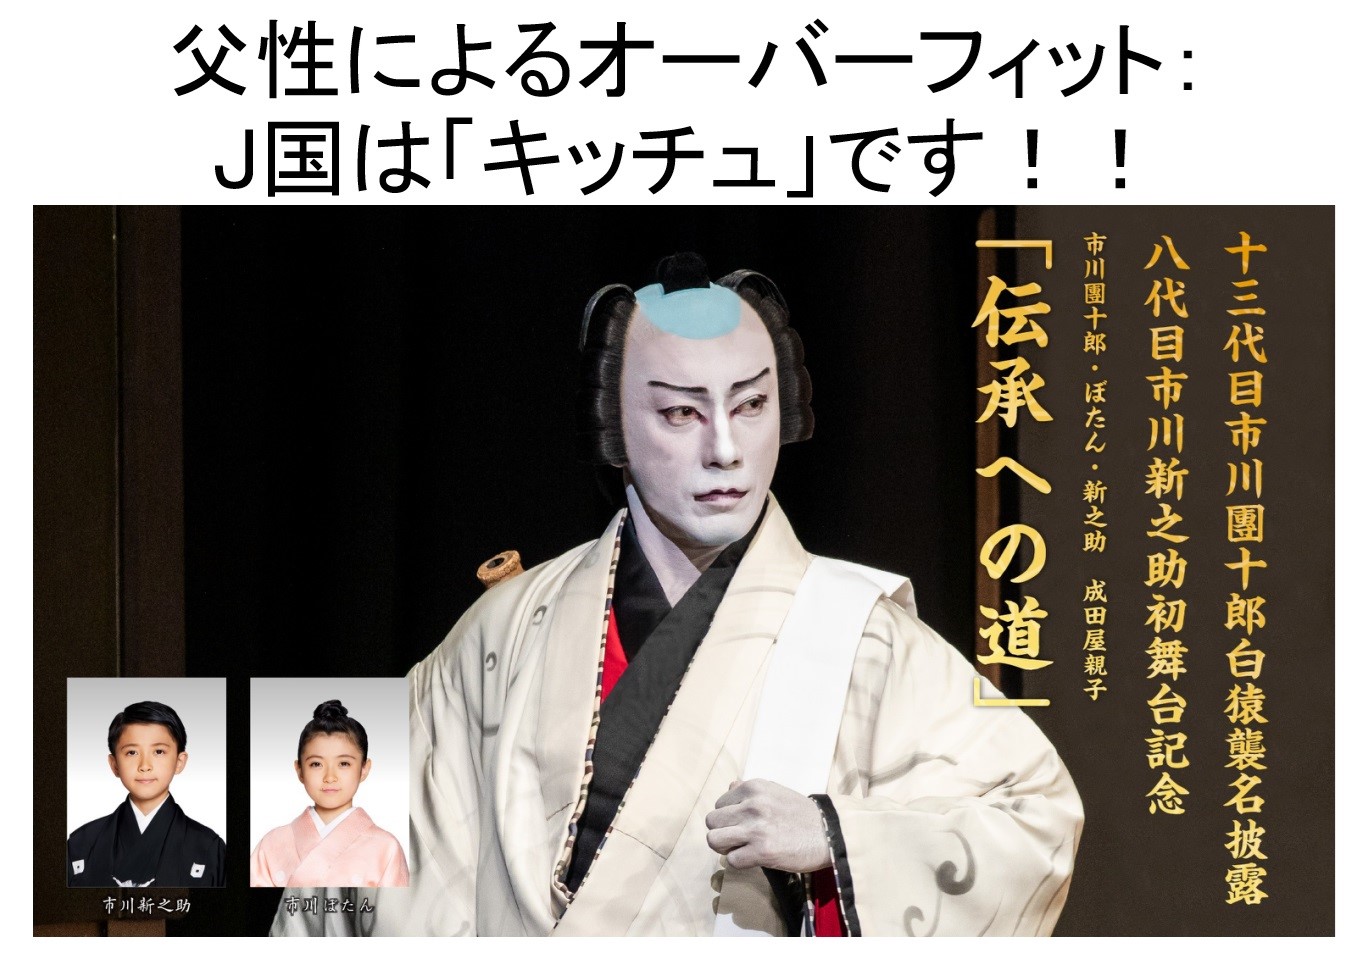 父性によるオーバーフィット：
J国は「キッチュ」です！！
十三代目市川團十郎白猿襲名披露
八代目市川新之助初舞台記念
市川團十郎・ぼたん・新之助　成田屋親子
「伝承への道」
市川新之助
市川ぼたん